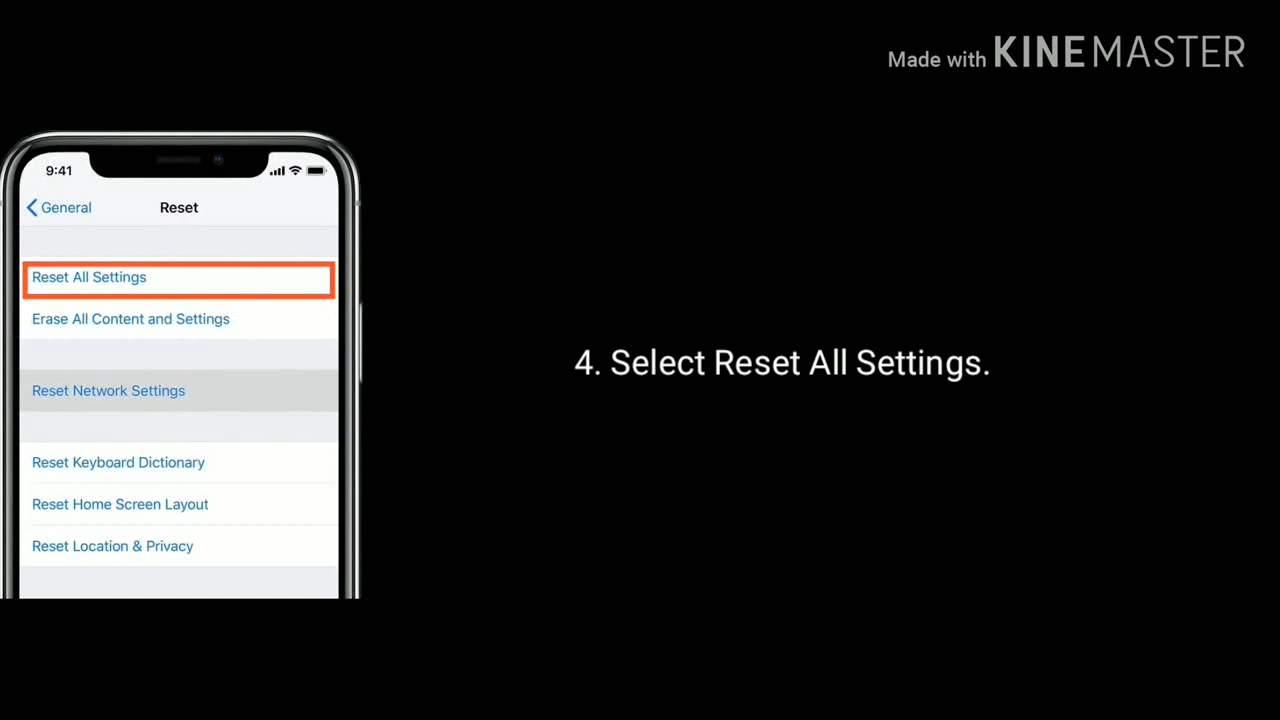 Made with KINEMASTER
9:41
General
Reset
Reset All Settings
Erase All Content and Settings
Reset Network Settings
Reset Keyboard Dictionary
Reset Home Screen Layout
Reset Location & Privacy
4. Select Reset All Settings.